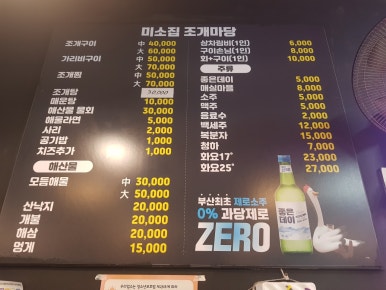 미소집 조개마당
조개구이 中 40,000
大 60,000
가리비구이 中 50,000
大 70,000
조개찜 中 50,000
大 70,000
조개탕 30,000
매운탕 10,000
해산물 물회 30,000
해물라면 5,000
사리 2,000
공기밥 1,000
치즈추가 1,000
해산물
모듬해물 中 30,000
大 50,000
산낙지 20,000
개불 20,000
해삼 20,000
멍게 15,000
상차림비(1인) 6,000
구이손님(1인) 8,000
회+구이(1인) 10,000
주류
좋은데이 5,000
매실마을 8,000
소주 5,000
맥주 5,000
음료수 2,000
백세주 12,000
복분자 15,000
청하 7,000
화요17° 23,000
화요25° 27,000
부산최초 제로소주
0% 과당제로
ZERO
좋은
데이